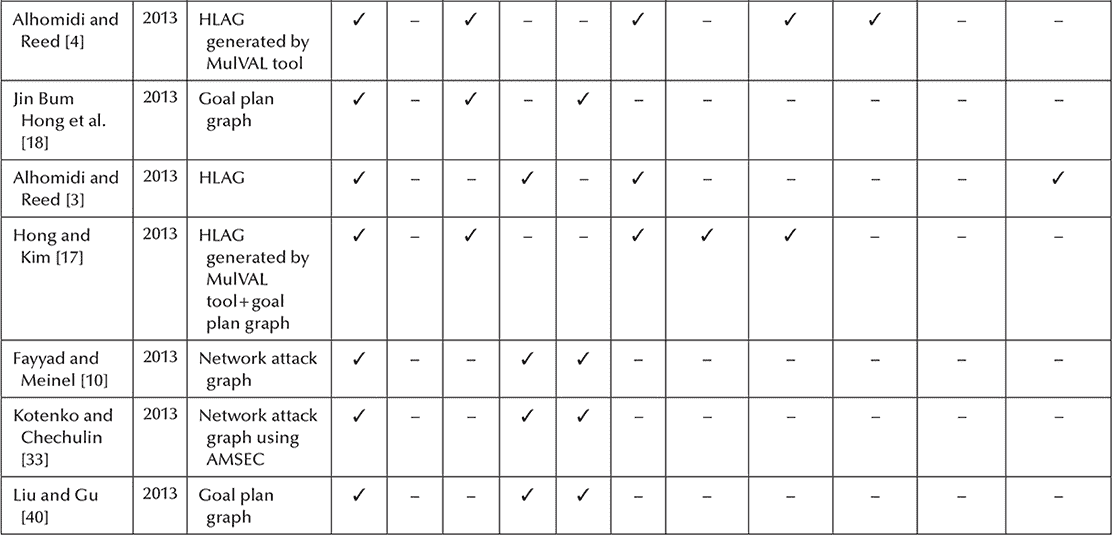 Alhomidi and 2013 HLAG ✓ – ✓ – – ✓ – ✓ ✓ – –
Reed [4] generated by
MulVAL tool
Jin Bum 2013 Goal plan ✓ – ✓ – ✓ – – – – – –
Hong et al. graph
[18]
Alhomidi and 2013 HLAG ✓ – – ✓ – ✓ – – – – ✓
Reed [3]
Hong and 2013 HLAG ✓ – ✓ – – ✓ ✓ ✓ – – –
Kim [17] generated by
MulVAL
tool+goal
plan graph
Fayyad and 2013 Network attack ✓ – – ✓ ✓ – – – – – –
Meinel [10] graph
Kotenko and 2013 Network attack ✓ – – ✓ ✓ – – – – – –
Chechulin graph using
[33] AMSEC
Liu and Gu 2013 Goal plan ✓ – – ✓ ✓ – – – – – –
[40] graph